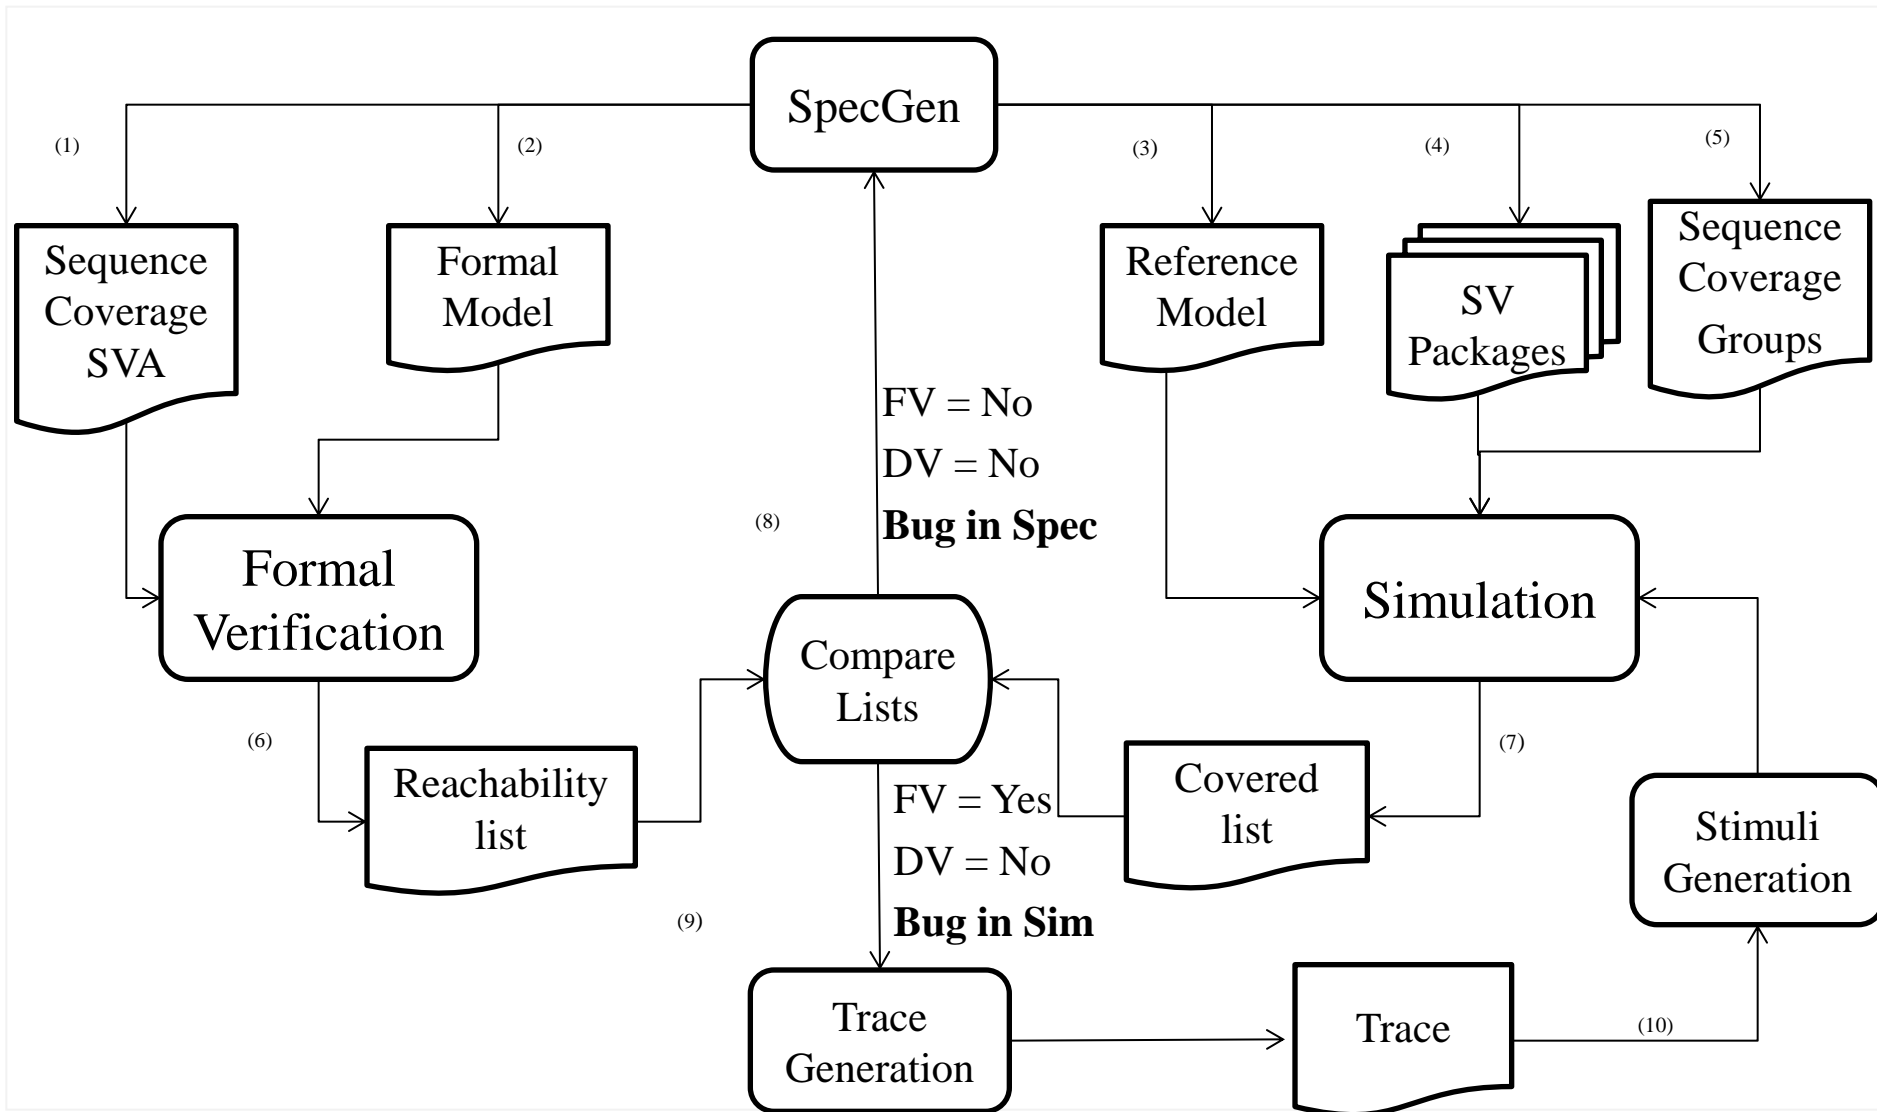 SpecGen
(1)
(2)
(3)
(4)
(5)
Sequence
Coverage
SVA
Formal
Model
Reference
Model
SV
Packages
Sequence
Coverage
Groups
FV = No
DV = No
Bug in Spec
(8)
Formal
Verification
Simulation
Compare
Lists
(6)
(7)
Reachability
list
FV = Yes
DV = No
Bug in Sim
Covered
list
Stimuli
Generation
(9)
Trace
Generation
Trace
(10)